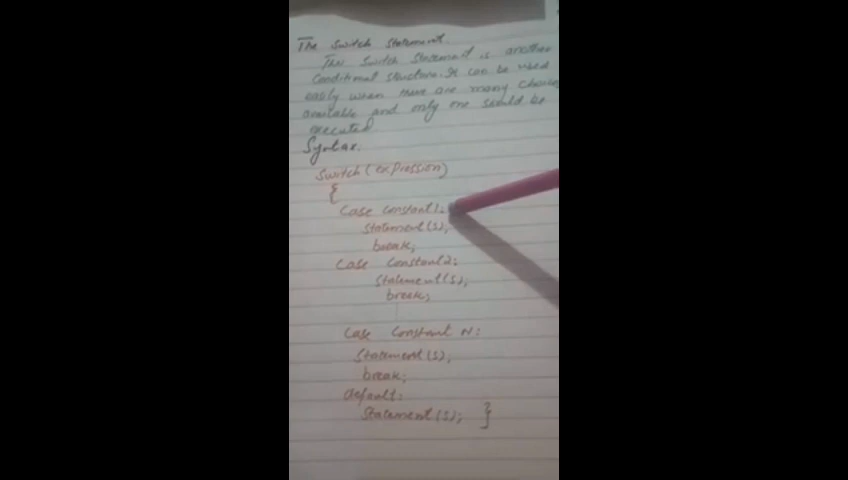 The Switch Statement.
The Switch Statement is another
Conditional structure. It can be used
easily when there are many choices
available and only one should be
executed
Syntax.
Switch (expression)
{
Case Constant1:
Statement(s);
break;
Case Constant2:
Statement(s);
break;
Case Constant N:
Statement(s);
break;
default:
Statement(s); }